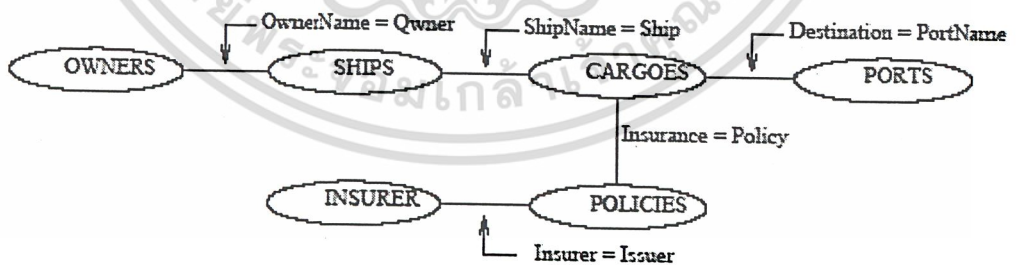 OwnerName = Qwner
ShipName = Ship
Destination = PortName
OWNERS
SHIPS
CARGOES
PORTS
Insurance = Policy
INSURER
POLICIES
Insurer = Issuer